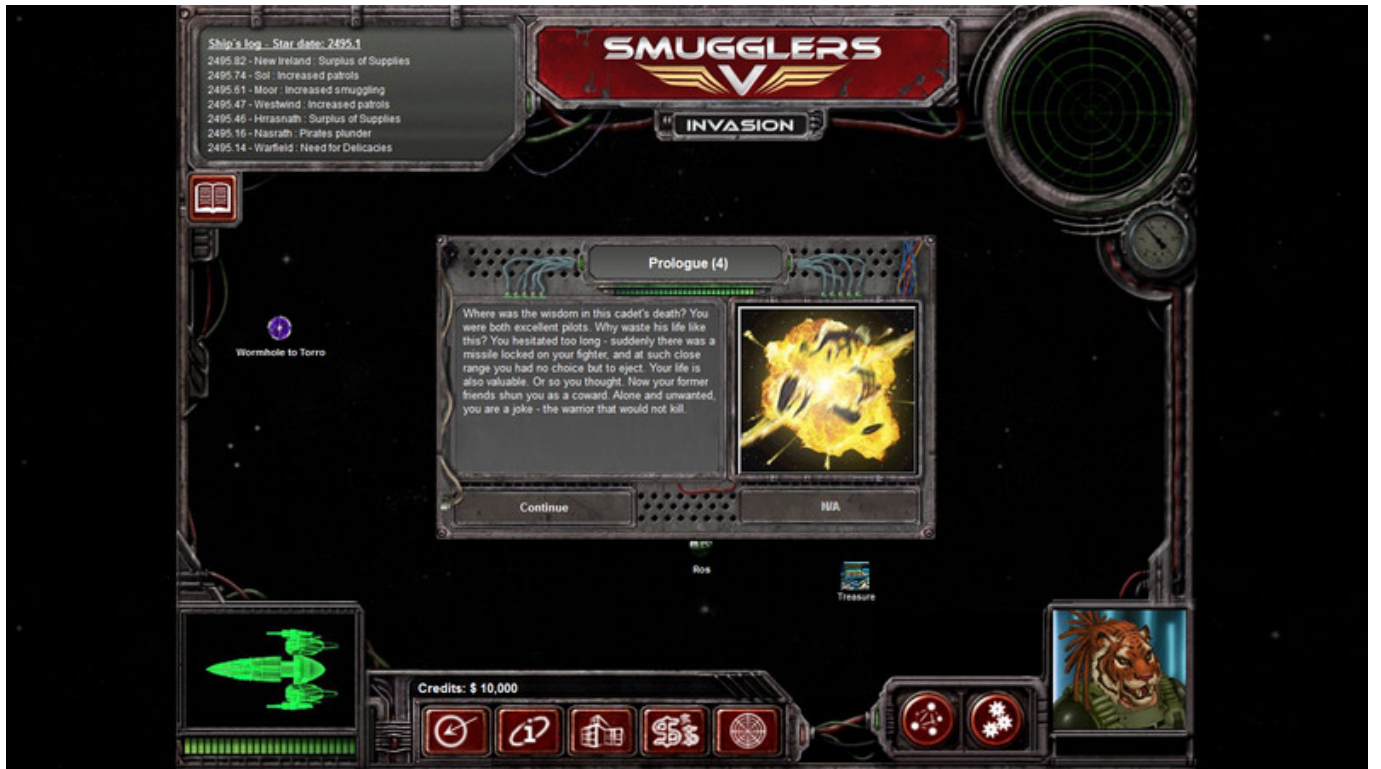 Ship's log - Star date: 2495.1
2495.82 - New Ireland : Surplus of Supplies
2495.74 - Sol : Increased patrols
2495.61 - Moor : Increased smuggling
2495.47 - Westwind : Increased patrols
2495.46 - Hrrasnath : Surplus of Supplies
2495.16 - Nasrath : Pirates plunder
2495.14 - Warfield : Need for Delicacies
SMUGGLERS
V
INVASION
Prologue (4)
Where was the wisdom in this cadet's death? You
were both excellent pilots. Why waste his life like
this? You hesitated too long - suddenly there was a
missile locked on your fighter, and at such close
range you had no choice but to eject. Your life is
also valuable. Or so you thought. Now your former
friends shun you as a coward. Alone and unwanted,
you are a joke - the warrior that would not kill.
Wormhole to Torro
Continue
N/A
Ros
Treasure
Credits: $ 10,000